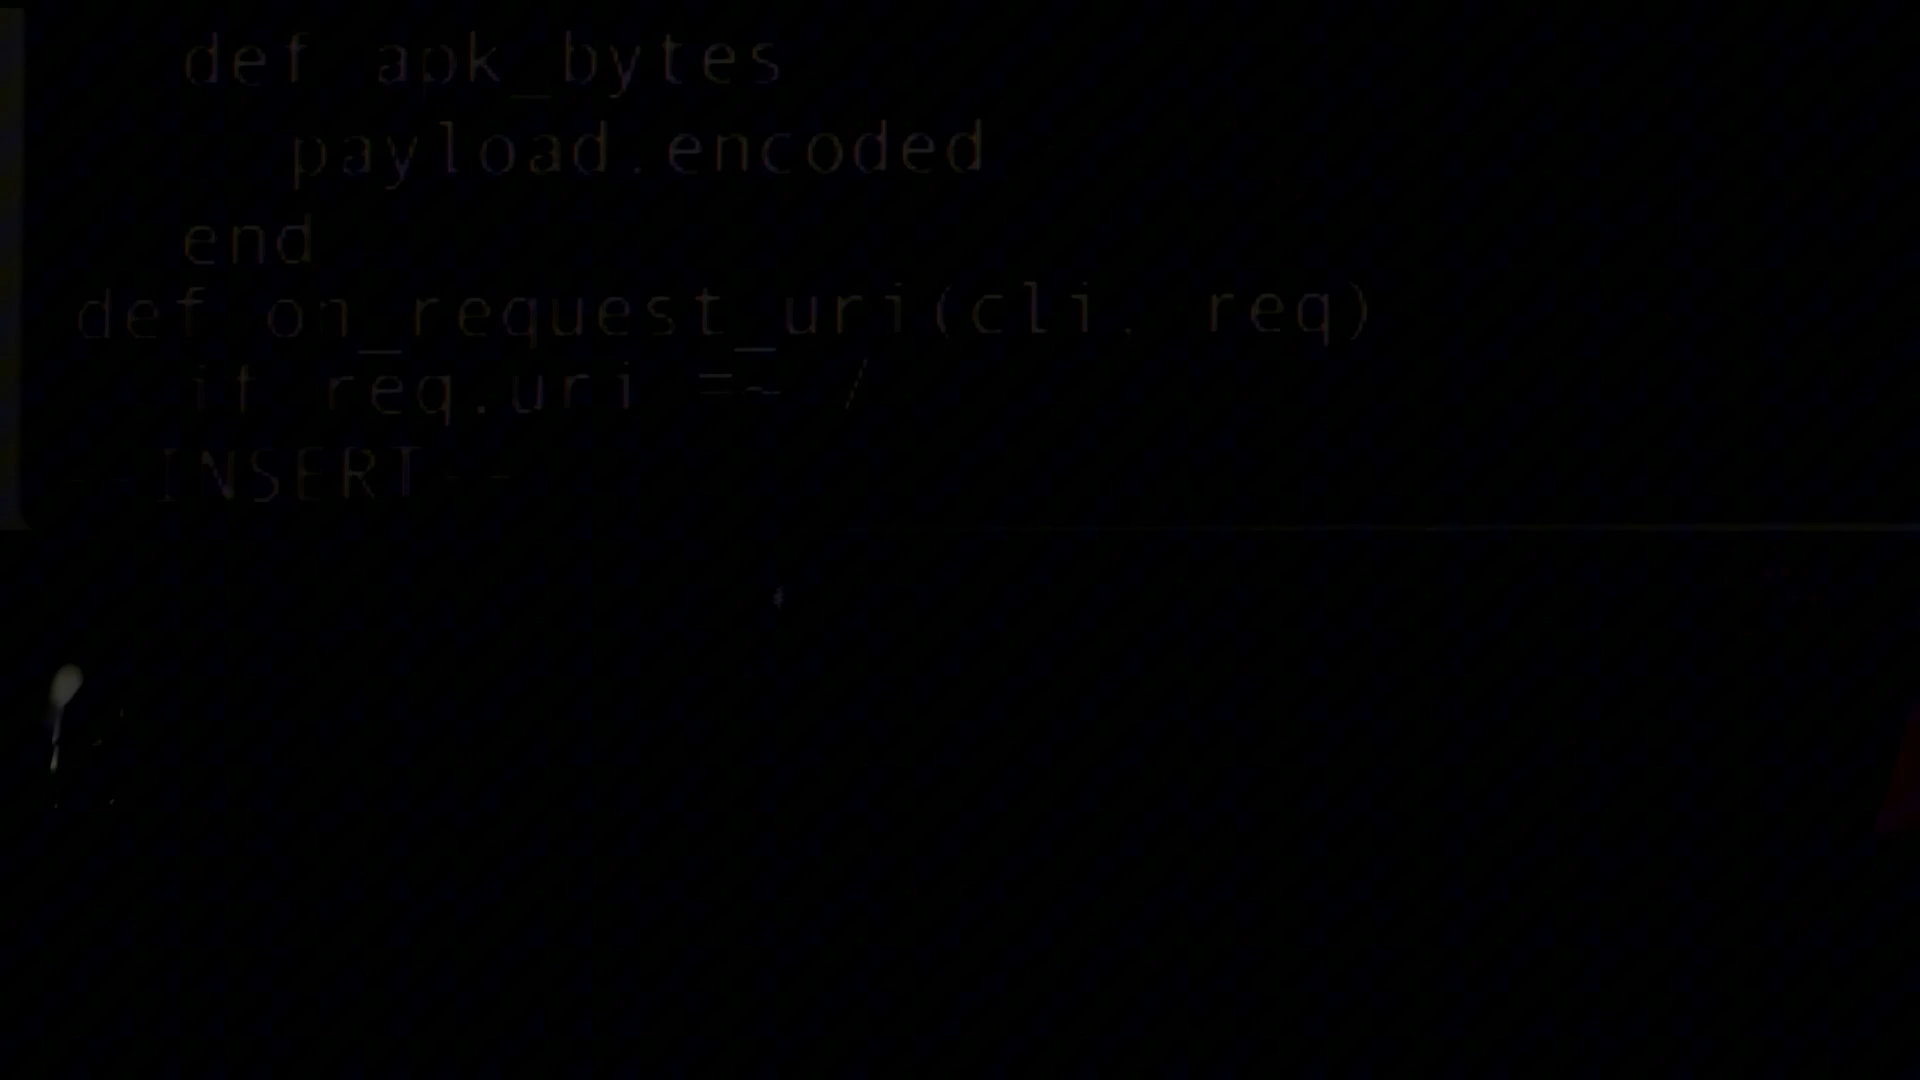 def apk_bytes
payload.encoded
end
def on_request_uri(cli, req)
if req.uri =~ /
--INSERT--